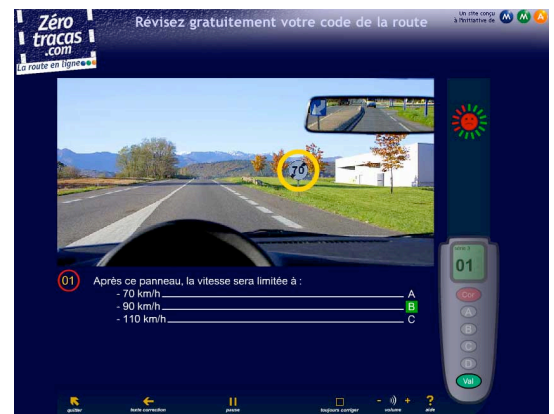 Zéro
tracas
.com
La route en ligne
Révisez gratuitement votre code de la route
Un site conçu
à l'initiative de
M M A
70
01
Après ce panneau, la vitesse sera limitée à :
- 70 km/h A
- 90 km/h B
- 110 km/h C
01
Cor
A
B
C
D
Val
quitter
texte correction
pause
toujours corriger
- +
volume
?
aide